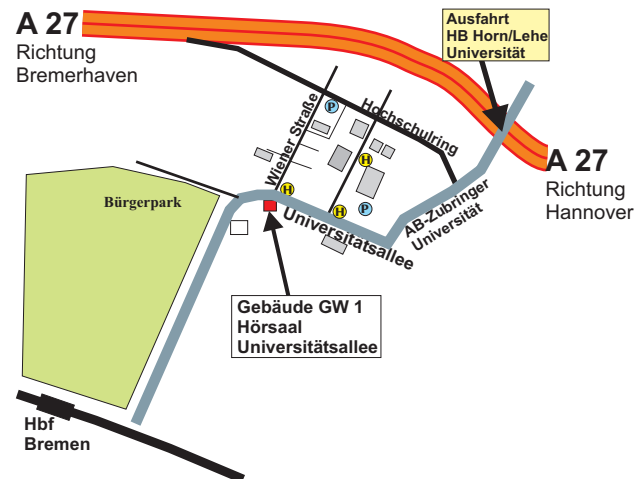 A 27
Richtung
Bremerhaven
Ausfahrt
HB Horn/Lehe
Universität
P
Hochschulring
Wiener Straße
H
A 27
Richtung
Hannover
Bürgerpark
H
H
P
AB-Zubringer
Universität
Universitätsallee
Gebäude GW 1
Hörsaal
Universitätsallee
Hbf
Bremen